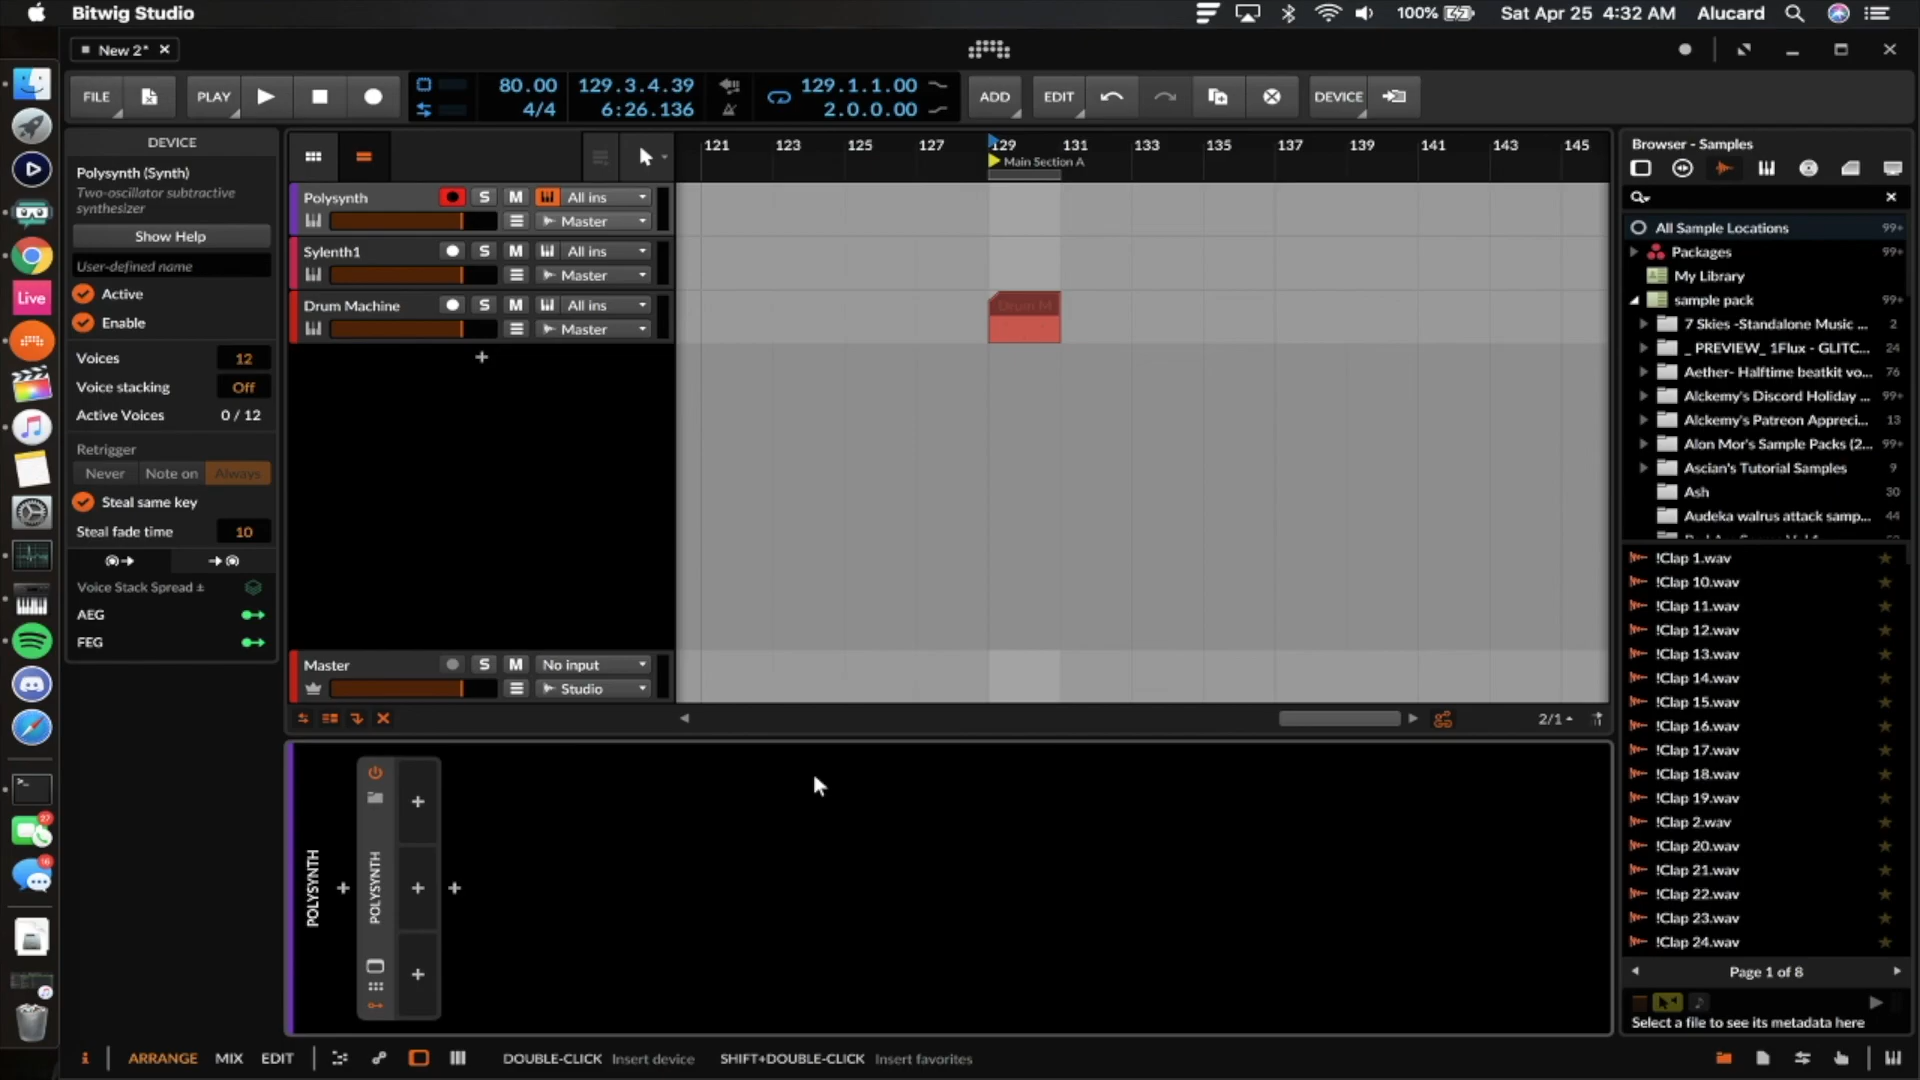 Bitwig Studio
100%
Sat Apr 25 4:32 AM Alucard
New 2*
FILE
PLAY
80.00
4/4
129.3.4.39
6:26.136
129.1.1.00
2.0.0.00
ADD
EDIT
DEVICE
DEVICE
Polysynth (Synth)
Two-oscillator subtractive
synthesizer
Show Help
User-defined name
Active
Enable
Voices 12
Voice stacking Off
Active Voices 0 / 12
Retrigger
Never Note on Always
Steal same key
Steal fade time 10
Voice Stack Spread ±
AEG
FEG
Live
27
16
121 123 125 127 129 131 133 135 137 139 141 143 145
Main Section A
Polysynth S M All ins
Master
Sylenth1 S M All ins
Master
Drum Machine S M All ins
Master
Drum M
Master S M No input
Studio
2/1
POLYSYNTH
POLYSYNTH
Browser - Samples
All Sample Locations 99+
Packages 99+
My Library
sample pack 99+
7 Skies -Standalone Music ... 2
_ PREVIEW_ 1Flux - GLITC... 24
Aether- Halftime beatkit vo... 76
Alckemy's Discord Holiday ... 99+
Alckemy's Patreon Appreci... 13
Alon Mor's Sample Packs (2... 99+
Ascian's Tutorial Samples 9
Ash 30
Audeka walrus attack samp... 44
!Clap 1.wav
!Clap 10.wav
!Clap 11.wav
!Clap 12.wav
!Clap 13.wav
!Clap 14.wav
!Clap 15.wav
!Clap 16.wav
!Clap 17.wav
!Clap 18.wav
!Clap 19.wav
!Clap 2.wav
!Clap 20.wav
!Clap 21.wav
!Clap 22.wav
!Clap 23.wav
!Clap 24.wav
Page 1 of 8
Select a file to see its metadata here
i ARRANGE MIX EDIT
DOUBLE-CLICK Insert device SHIFT+DOUBLE-CLICK Insert favorites